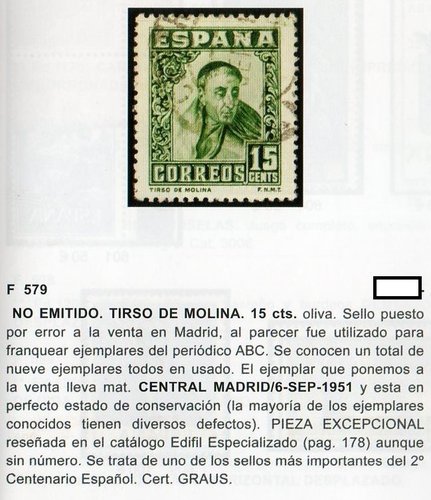 ESPAÑA
CORREOS 15
CENTS
TIRSO DE MOLINA F.N.M.T.
F 579
NO EMITIDO. TIRSO DE MOLINA. 15 cts. oliva. Sello puesto
por error a la venta en Madrid, al parecer fue utilizado para
franquear ejemplares del periódico ABC. Se conocen un total de
nueve ejemplares todos en usado. El ejemplar que ponemos a
la venta lleva mat. CENTRAL MADRID/6-SEP-1951 y esta en
perfecto estado de conservación (la mayoría de los ejemplares
conocidos tienen diversos defectos). PIEZA EXCEPCIONAL
reseñada en el catálogo Edifil Especializado (pag. 178) aunque
sin número. Se trata de uno de los sellos más importantes del 2º
Centenario Español. Cert. GRAUS.